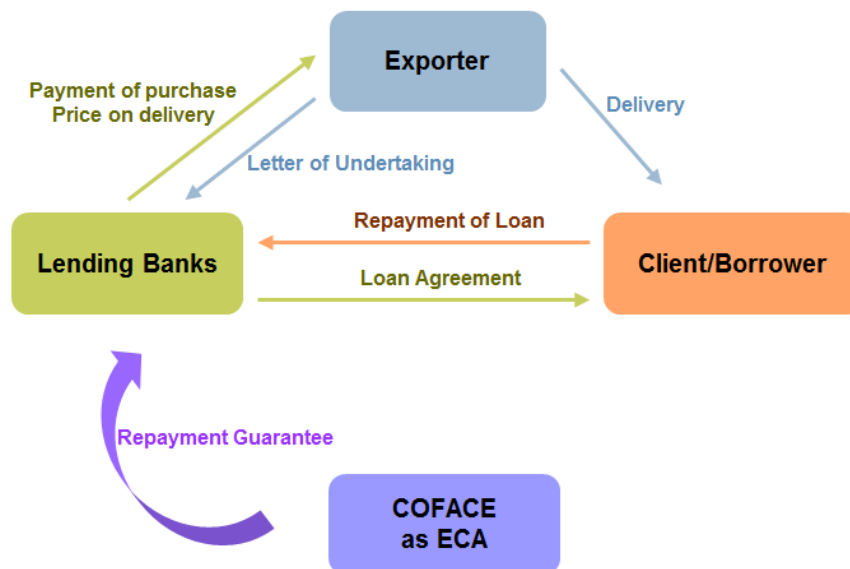 Exporter
Payment of purchase
Price on delivery
Delivery
Letter of Undertaking
Repayment of Loan
Lending Banks
Client/Borrower
Loan Agreement
Repayment Guarantee
COFACE
as ECA